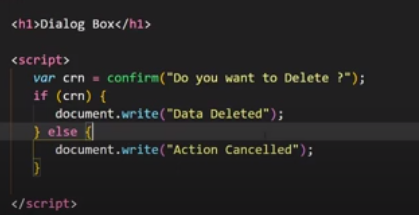 <h1>Dialog Box</h1>
<script>
var crn = confirm("Do you want to Delete ?");
if (crn) {
document.write("Data Deleted");
} else {
document.write("Action Cancelled");
}
</script>